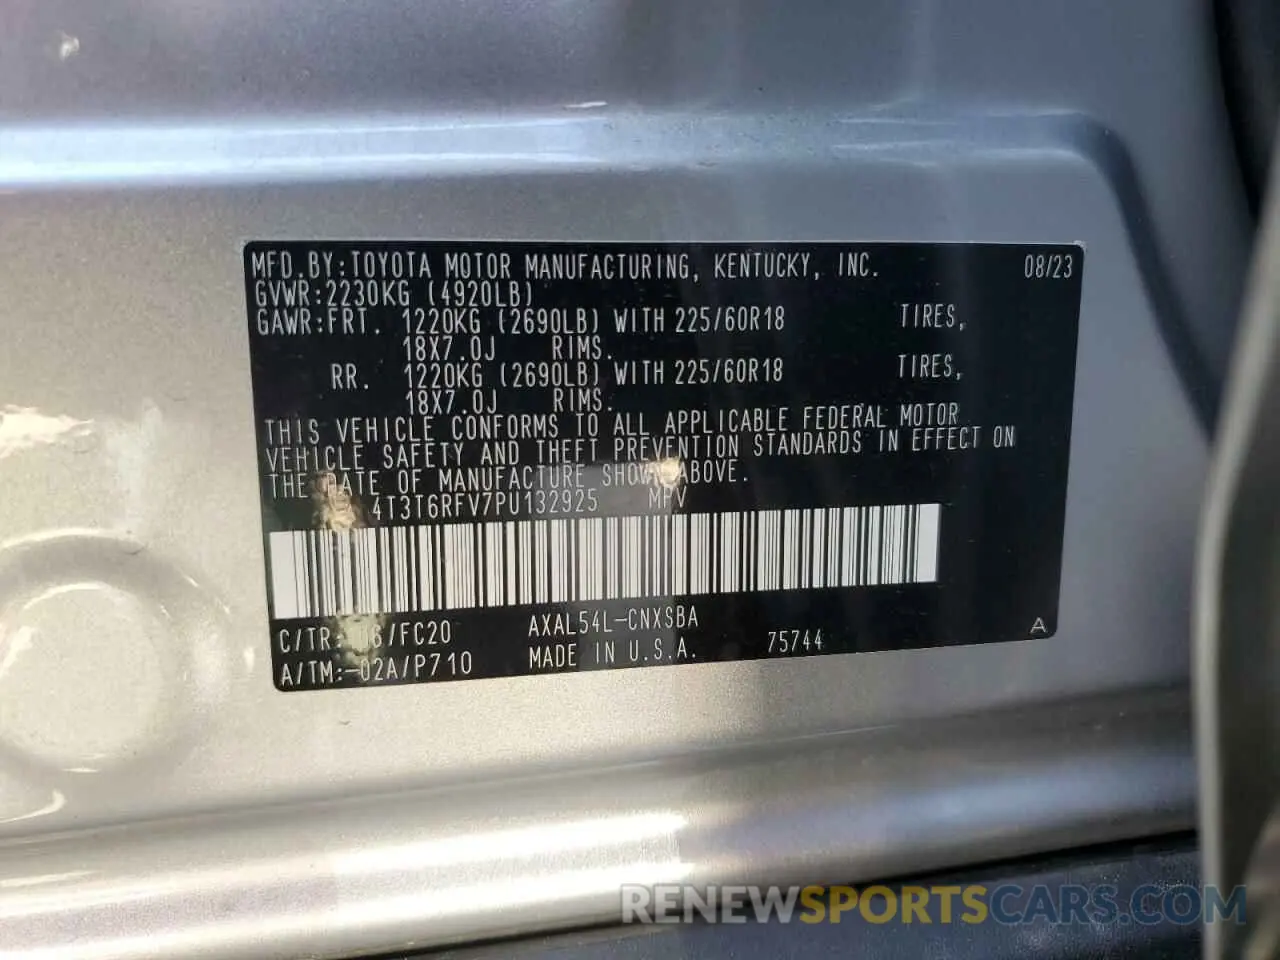 MFD.BY:TOYOTA MOTOR MANUFACTURING, KENTUCKY, INC. 08/23
GVWR:2230KG (4920LB)
GAWR:FRT. 1220KG (2690LB) WITH 225/60R18 TIRES,
18X7.0J RIMS.
RR. 1220KG (2690LB) WITH 225/60R18 TIRES,
18X7.0J RIMS.
THIS VEHICLE CONFORMS TO ALL APPLICABLE FEDERAL MOTOR
VEHICLE SAFETY AND THEFT PREVENTION STANDARDS IN EFFECT ON
THE DATE OF MANUFACTURE SHOWN ABOVE.
4T3T6RFV7PU132925 MPV
C/TR: /FC20 AXAL54L-CNXSBA A
A/TM:-02A/P710 MADE IN U.S.A. 75744
RENEWSPORTSCARS.COM